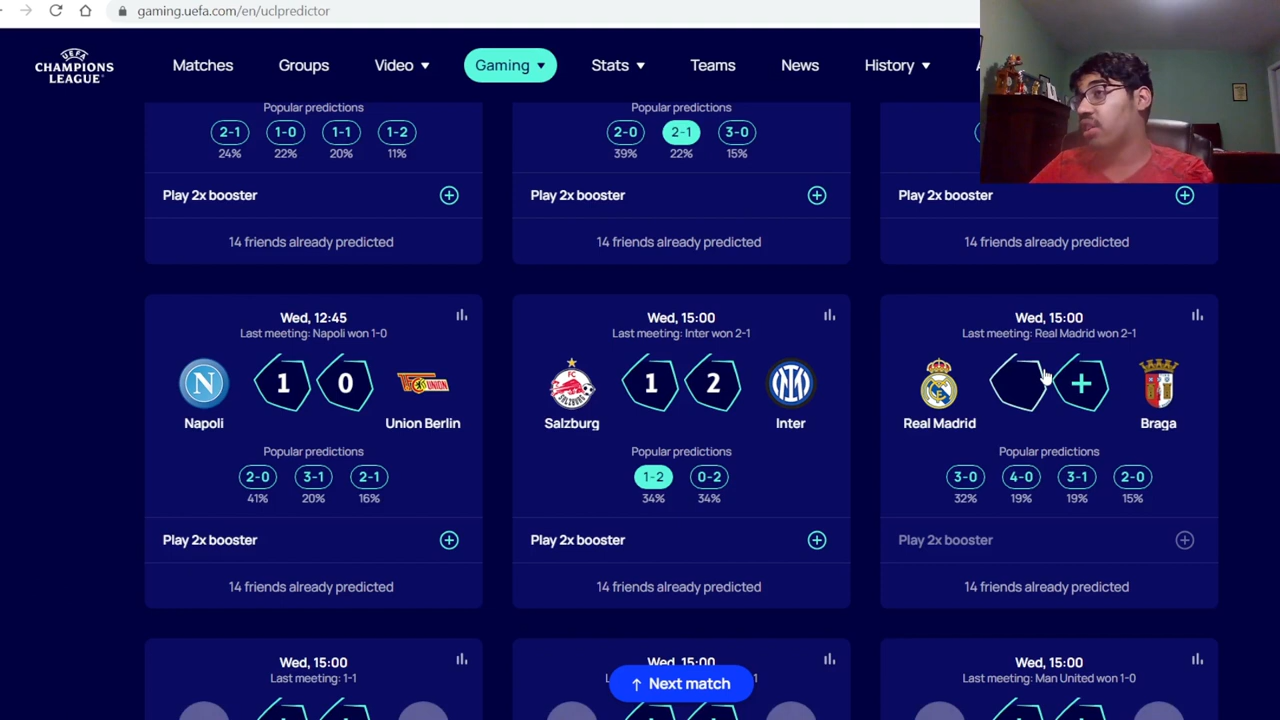 gaming.uefa.com/en/uclpredictor
UEFA
CHAMPIONS
LEAGUE
Matches Groups Video Gaming Stats Teams News History
Popular predictions Popular predictions
2-1 1-0 1-1 1-2 2-0 2-1 3-0
24% 22% 20% 11% 39% 22% 15%
Play 2x booster Play 2x booster Play 2x booster
14 friends already predicted 14 friends already predicted 14 friends already predicted
Wed, 12:45 Wed, 15:00 Wed, 15:00
Last meeting: Napoli won 1-0 Last meeting: Inter won 2-1 Last meeting: Real Madrid won 2-1
N 1 0 FC UNION FC SALZBURG 1 2 +
Napoli Union Berlin Salzburg Inter Real Madrid Braga
Popular predictions Popular predictions Popular predictions
2-0 3-1 2-1 1-2 0-2 3-0 4-0 3-1 2-0
41% 20% 16% 34% 34% 32% 19% 19% 15%
Play 2x booster Play 2x booster Play 2x booster
14 friends already predicted 14 friends already predicted 14 friends already predicted
Wed, 15:00 Wed, 15:00 Wed, 15:00
Last meeting: 1-1 Last meeting: Man United won 1-0
↑ Next match